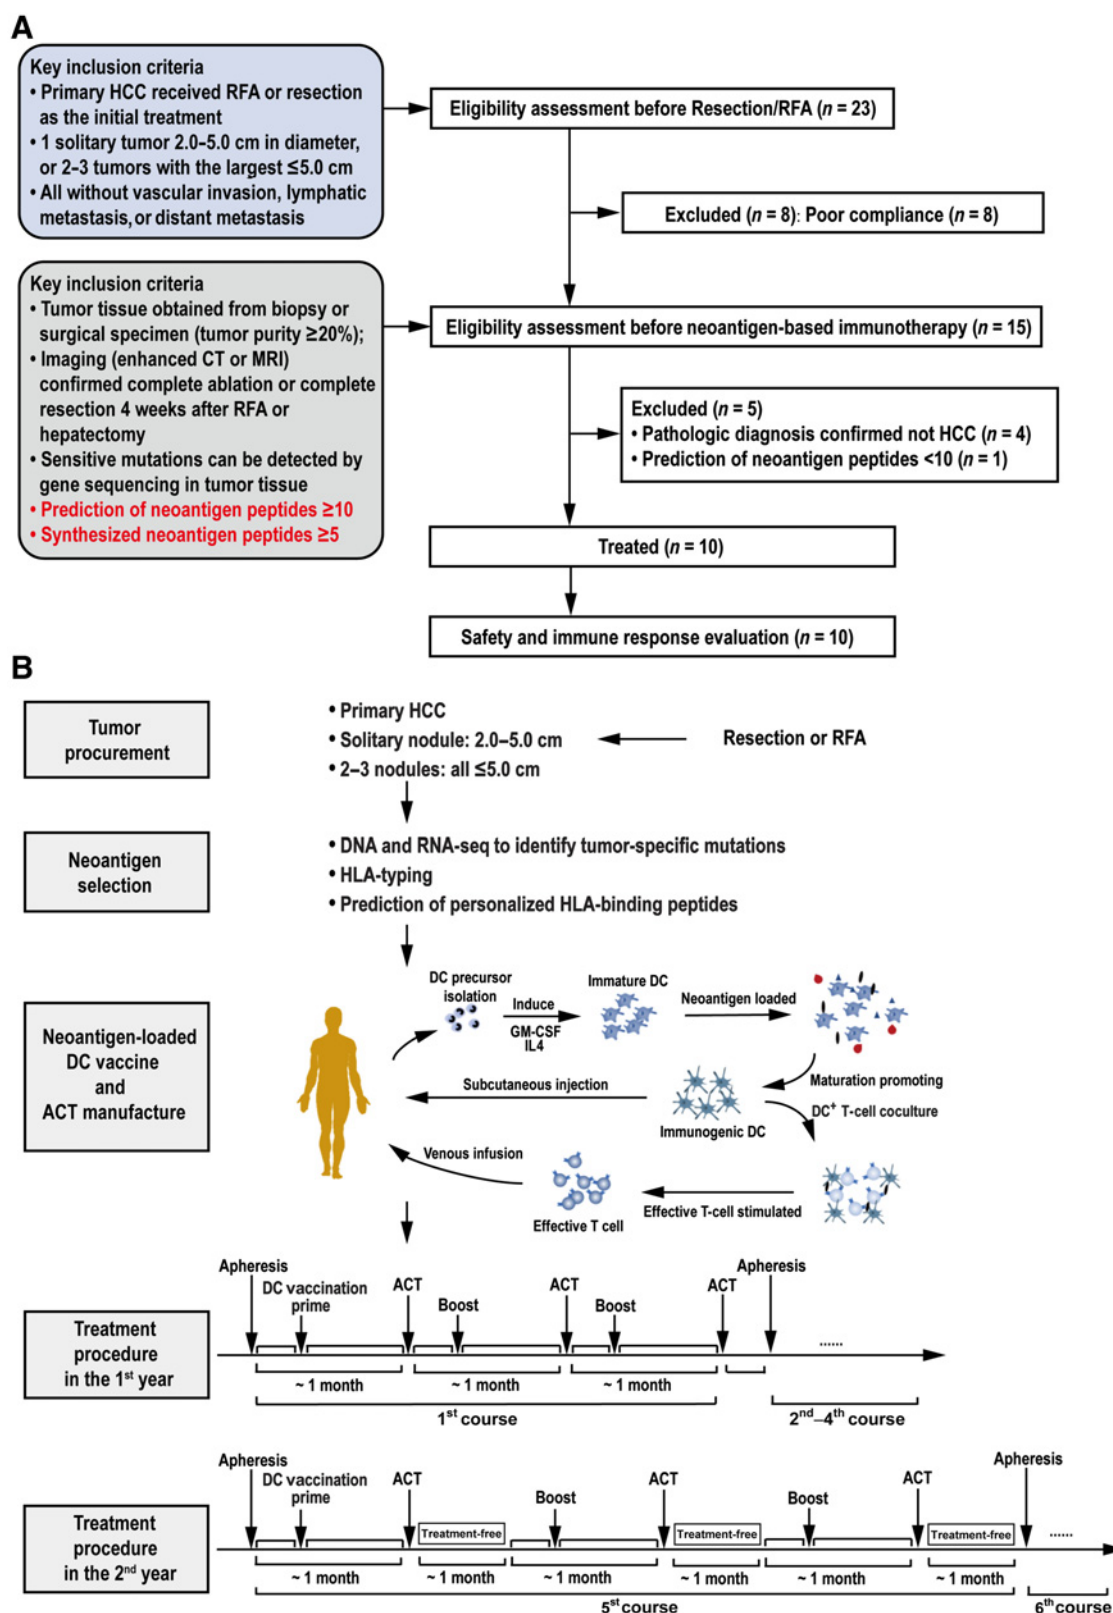 A
Key inclusion criteria
• Primary HCC received RFA or resection
as the initial treatment
• 1 solitary tumor 2.0–5.0 cm in diameter,
or 2–3 tumors with the largest ≤5.0 cm
• All without vascular invasion, lymphatic
metastasis, or distant metastasis
Eligibility assessment before Resection/RFA (n = 23)
Excluded (n = 8): Poor compliance (n = 8)
Key inclusion criteria
• Tumor tissue obtained from biopsy or
surgical specimen (tumor purity ≥20%);
• Imaging (enhanced CT or MRI)
confirmed complete ablation or complete
resection 4 weeks after RFA or
hepatectomy
• Sensitive mutations can be detected by
gene sequencing in tumor tissue
• Prediction of neoantigen peptides ≥10
• Synthesized neoantigen peptides ≥5
Eligibility assessment before neoantigen-based immunotherapy (n = 15)
Excluded (n = 5)
• Pathologic diagnosis confirmed not HCC (n = 4)
• Prediction of neoantigen peptides <10 (n = 1)
Treated (n = 10)
Safety and immune response evaluation (n = 10)
B
Tumor
procurement
• Primary HCC
• Solitary nodule: 2.0–5.0 cm
• 2–3 nodules: all ≤5.0 cm
Resection or RFA
Neoantigen
selection
• DNA and RNA-seq to identify tumor-specific mutations
• HLA-typing
• Prediction of personalized HLA-binding peptides
Neoantigen-loaded
DC vaccine
and
ACT manufacture
DC precursor
isolation
Induce
GM-CSF
IL4
Immature DC
Neoantigen loaded
Maturation promoting
DC+ T-cell coculture
Immunogenic DC
Subcutaneous injection
Venous infusion
Effective T cell
Effective T-cell stimulated
Treatment
procedure
in the 1st year
Apheresis
DC vaccination
prime
ACT
Boost
ACT
Boost
ACT
Apheresis
......
~ 1 month
~ 1 month
~ 1 month
1st course
2nd–4th course
Treatment
procedure
in the 2nd year
Apheresis
DC vaccination
prime
ACT
Treatment-free
Boost
ACT
Treatment-free
Boost
ACT
Treatment-free
Apheresis
......
~ 1 month
~ 1 month
~ 1 month
~ 1 month
~ 1 month
~ 1 month
5st course
6th course